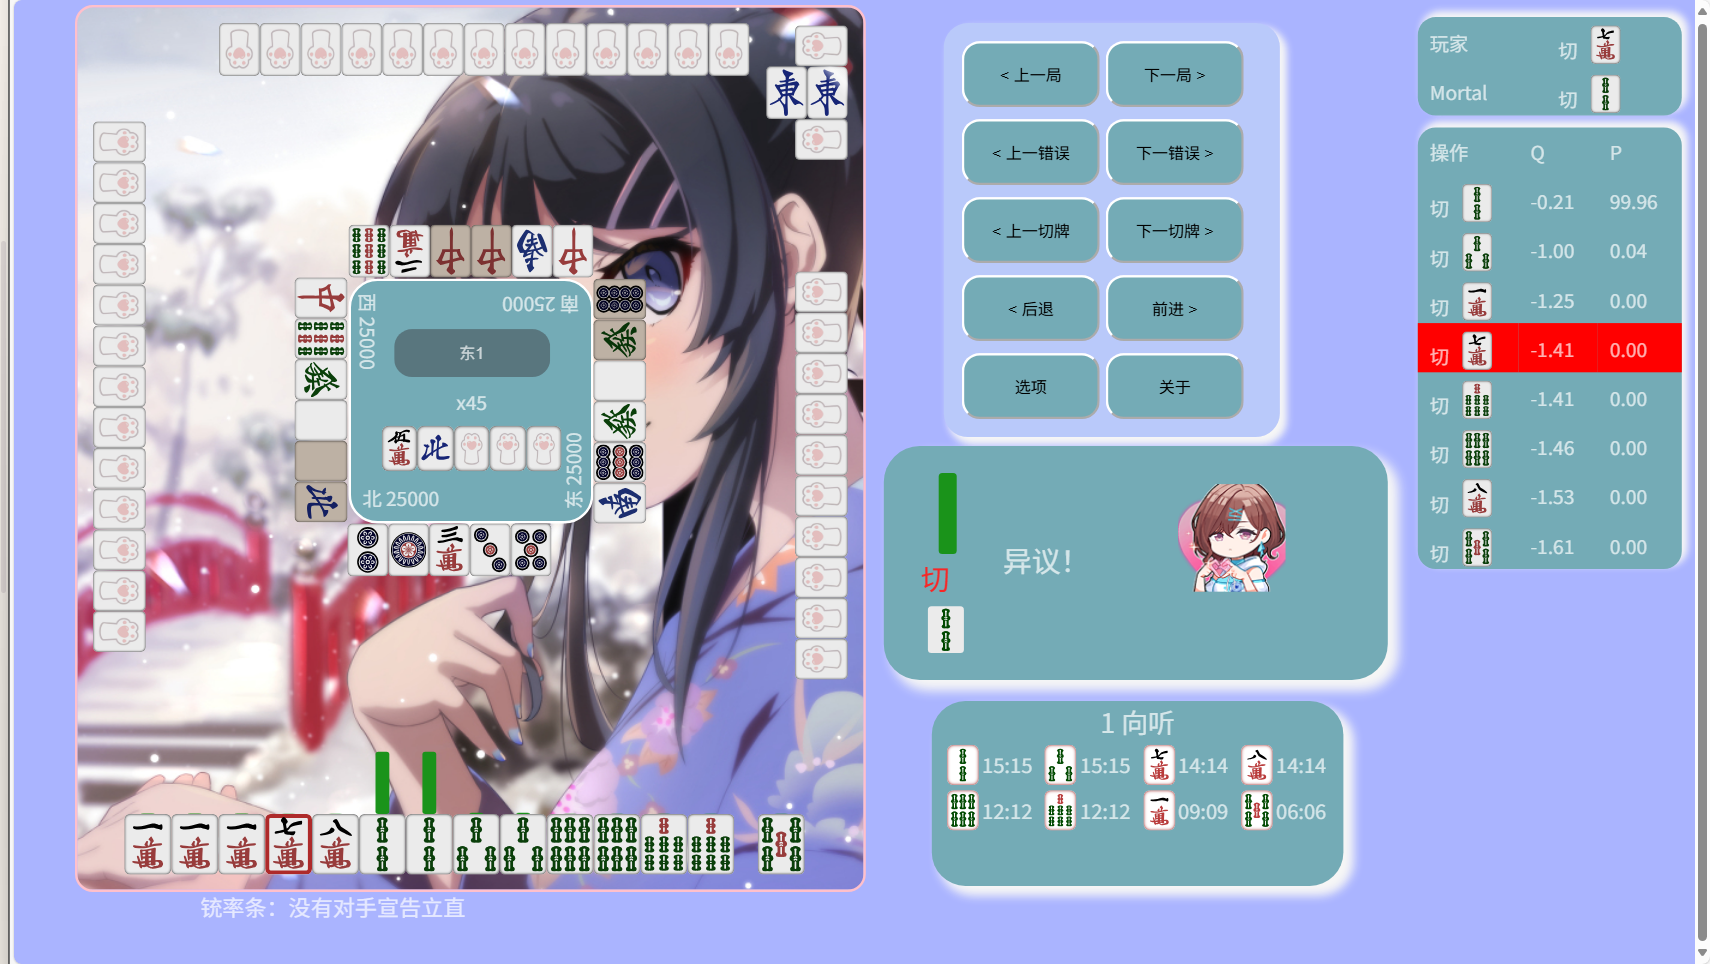 東 東
西 25000
南 25000
东1
x45
北 25000
东 25000
铳率条：没有对手宣告立直
< 上一局
下一局 >
< 上一错误
下一错误 >
< 上一切牌
下一切牌 >
< 后退
前进 >
选项
关于
切
异议！
1 向听
15:15
15:15
14:14
14:14
12:12
12:12
09:09
06:06
玩家 切
Mortal 切
操作 Q P
切 -0.21 99.96
切 -1.00 0.04
切 -1.25 0.00
切 -1.41 0.00
切 -1.41 0.00
切 -1.46 0.00
切 -1.53 0.00
切 -1.61 0.00